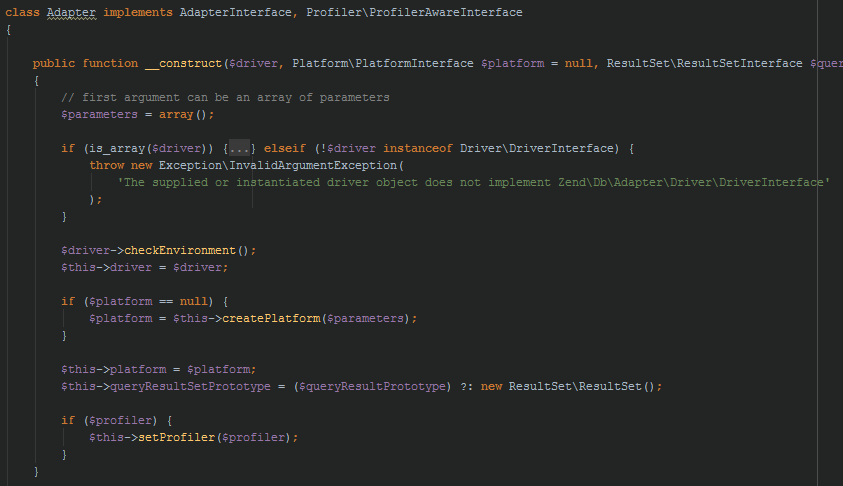 class Adapter implements AdapterInterface, Profiler\ProfilerAwareInterface
{
public function __construct($driver, Platform\PlatformInterface $platform = null, ResultSet\ResultSetInterface $quer
{
// first argument can be an array of parameters
$parameters = array();
if (is_array($driver)) {...} elseif (!$driver instanceof Driver\DriverInterface) {
throw new Exception\InvalidArgumentException(
'The supplied or instantiated driver object does not implement Zend\Db\Adapter\Driver\DriverInterface'
);
}
$driver->checkEnvironment();
$this->driver = $driver;
if ($platform == null) {
$platform = $this->createPlatform($parameters);
}
$this->platform = $platform;
$this->queryResultSetPrototype = ($queryResultPrototype) ?: new ResultSet\ResultSet();
if ($profiler) {
$this->setProfiler($profiler);
}
}